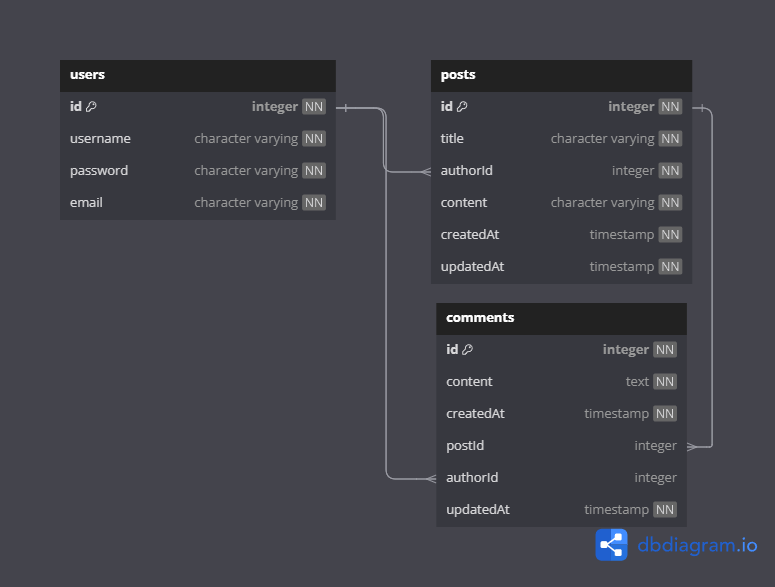 users
id integer NN
username character varying NN
password character varying NN
email character varying NN
posts
id integer NN
title character varying NN
authorId integer NN
content character varying NN
createdAt timestamp NN
updatedAt timestamp NN
comments
id integer NN
content text NN
createdAt timestamp NN
postId integer
authorId integer
updatedAt timestamp NN
dbdiagram.io